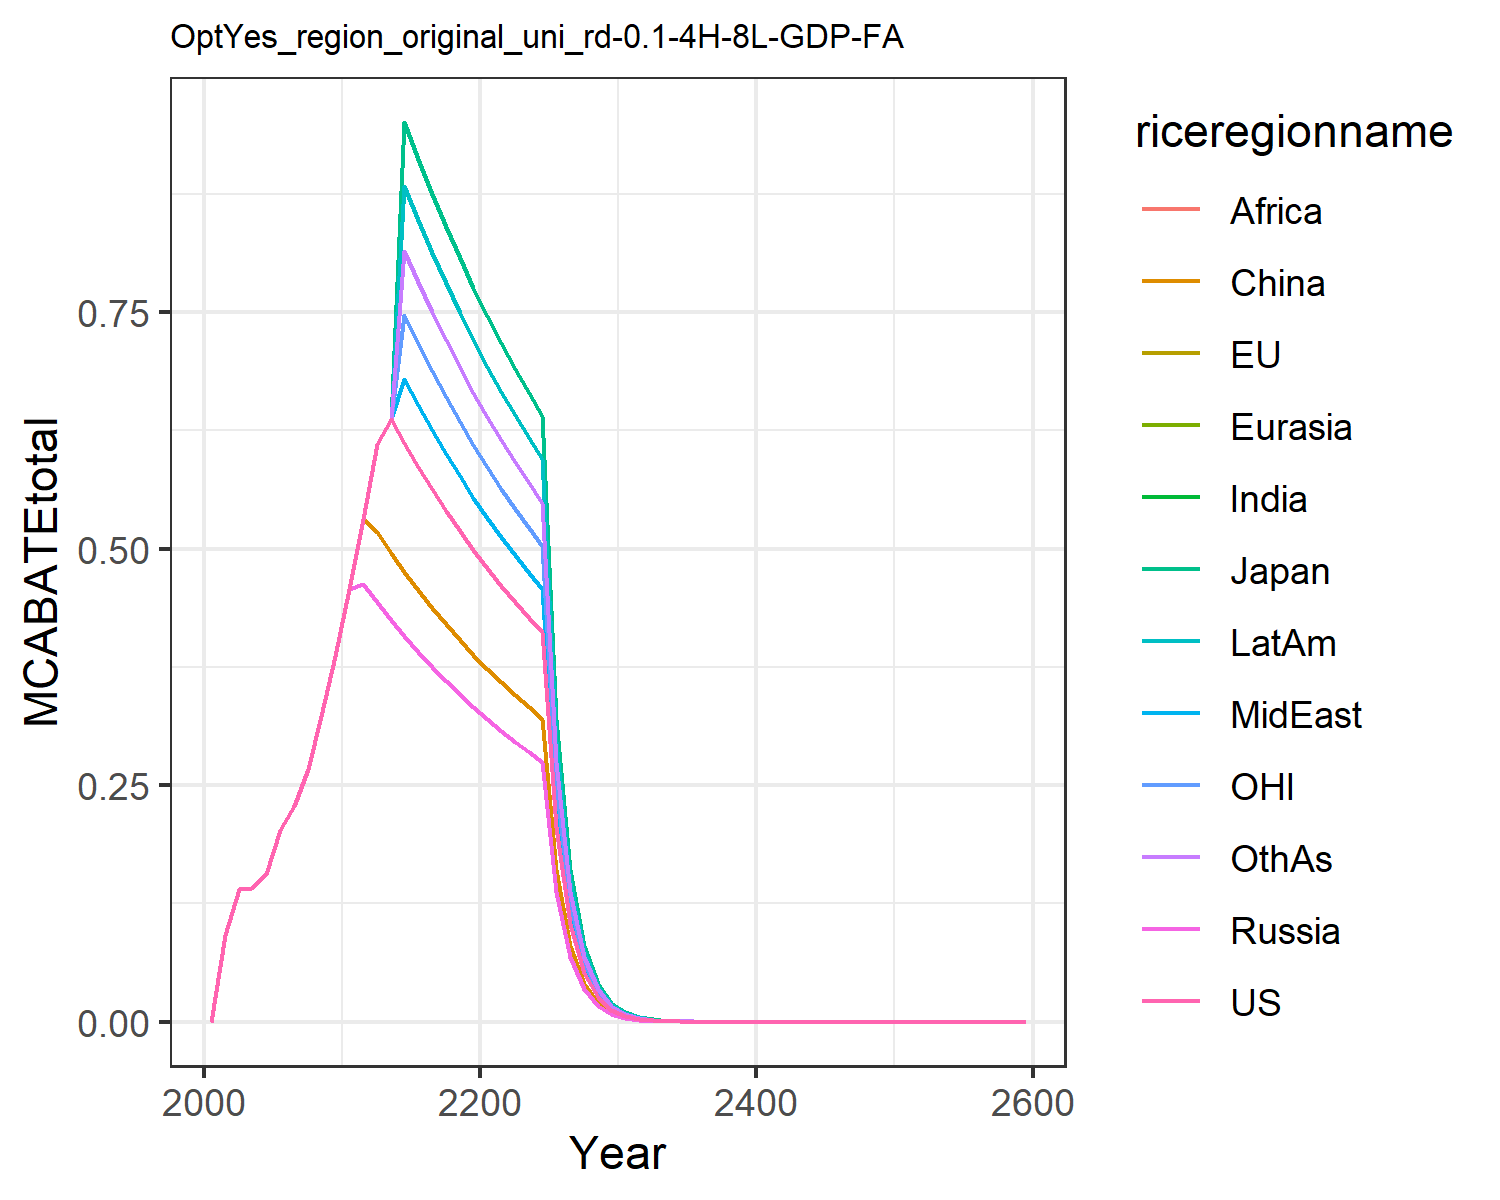 OptYes_region_original_uni_rd-0.1-4H-8L-GDP-FA
MCABATEtotal
0.75
0.50
0.25
0.00
2000
2200
2400
2600
Year
riceregionname
Africa
China
EU
Eurasia
India
Japan
LatAm
MidEast
OHI
OthAs
Russia
US